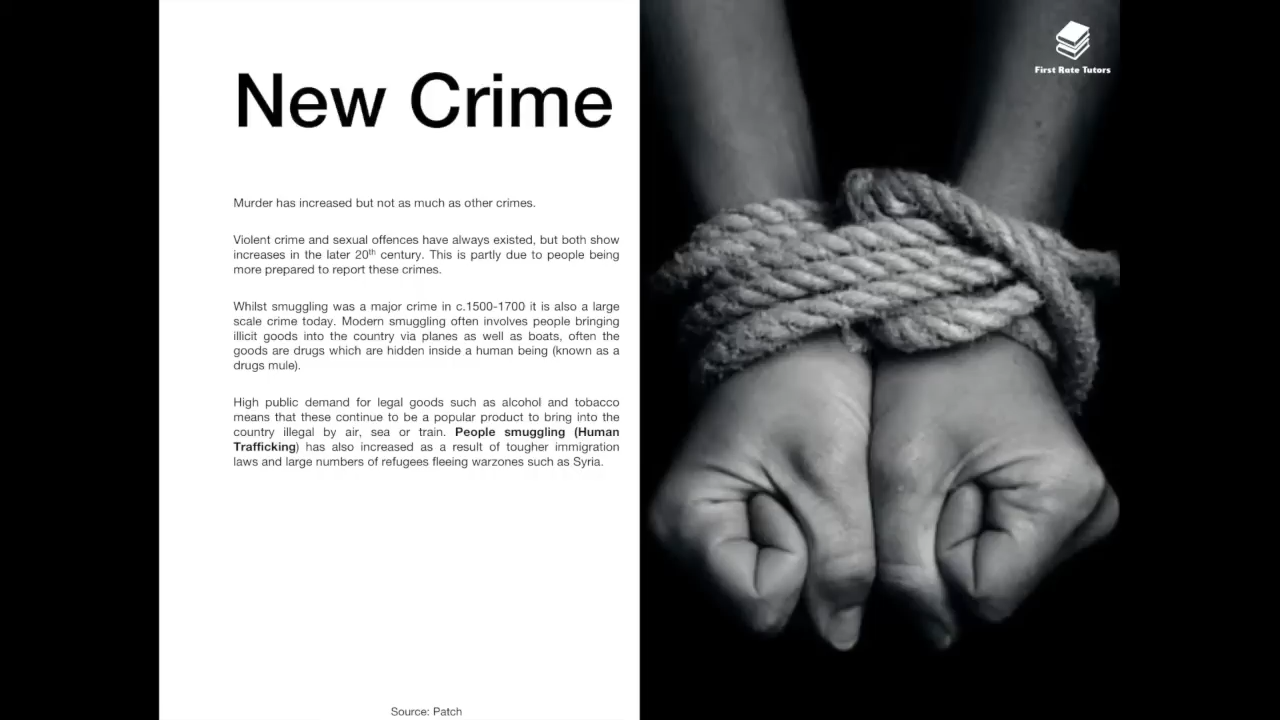 New Crime
First Rate Tutors
Murder has increased but not as much as other crimes.
Violent crime and sexual offences have always existed, but both show
increases in the later 20th century. This is partly due to people being
more prepared to report these crimes.
Whilst smuggling was a major crime in c.1500-1700 it is also a large
scale crime today. Modern smuggling often involves people bringing
illicit goods into the country via planes as well as boats, often the
goods are drugs which are hidden inside a human being (known as a
drugs mule).
High public demand for legal goods such as alcohol and tobacco
means that these continue to be a popular product to bring into the
country illegal by air, sea or train. People smuggling (Human
Trafficking) has also increased as a result of tougher immigration
laws and large numbers of refugees fleeing warzones such as Syria.
Source: Patch